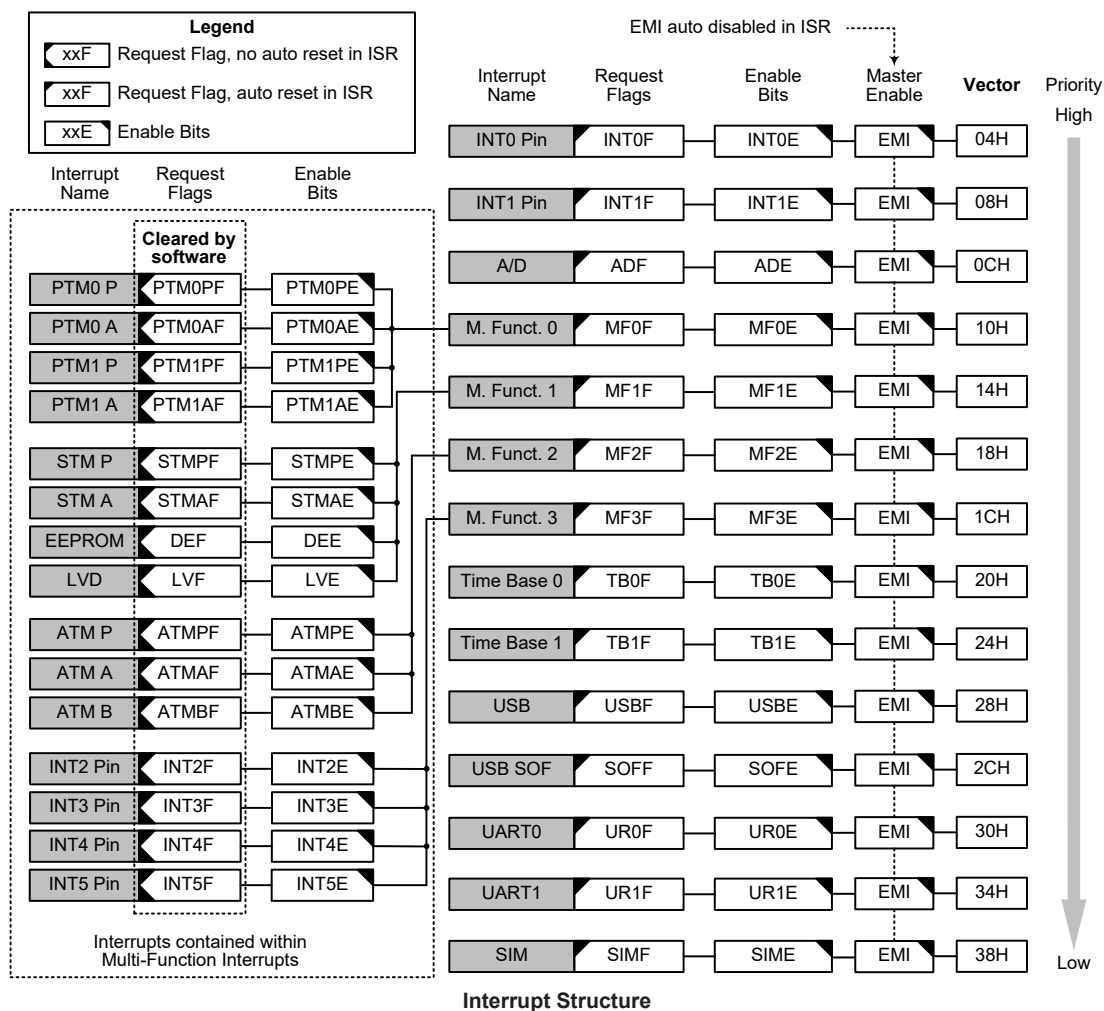 Legend
xxF Request Flag, no auto reset in ISR
xxF Request Flag, auto reset in ISR
xxE Enable Bits
Interrupt Name
Request Flags
Enable Bits
Cleared by software
PTM0 P PTM0PF PTM0PE
PTM0 A PTM0AF PTM0AE
PTM1 P PTM1PF PTM1PE
PTM1 A PTM1AF PTM1AE
STM P STMPF STMPE
STM A STMAF STMAE
EEPROM DEF DEE
LVD LVF LVE
ATM P ATMPF ATMPE
ATM A ATMAF ATMAE
ATM B ATMBF ATMBE
INT2 Pin INT2F INT2E
INT3 Pin INT3F INT3E
INT4 Pin INT4F INT4E
INT5 Pin INT5F INT5E
Interrupts contained within
Multi-Function Interrupts
EMI auto disabled in ISR
Interrupt Name
Request Flags
Enable Bits
Master Enable
Vector
Priority
High
INT0 Pin INT0F INT0E EMI 04H
INT1 Pin INT1F INT1E EMI 08H
A/D ADF ADE EMI 0CH
M. Funct. 0 MF0F MF0E EMI 10H
M. Funct. 1 MF1F MF1E EMI 14H
M. Funct. 2 MF2F MF2E EMI 18H
M. Funct. 3 MF3F MF3E EMI 1CH
Time Base 0 TB0F TB0E EMI 20H
Time Base 1 TB1F TB1E EMI 24H
USB USBF USBE EMI 28H
USB SOF SOFF SOFE EMI 2CH
UART0 UR0F UR0E EMI 30H
UART1 UR1F UR1E EMI 34H
SIM SIMF SIME EMI 38H
Low
Interrupt Structure